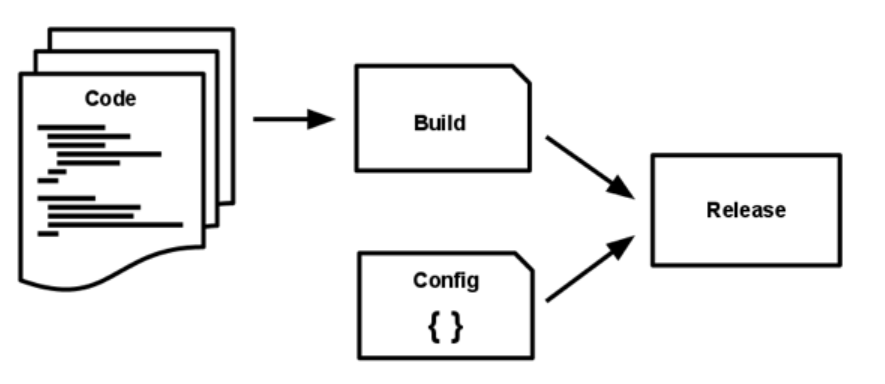 Code
Build
Config
{ }
Release